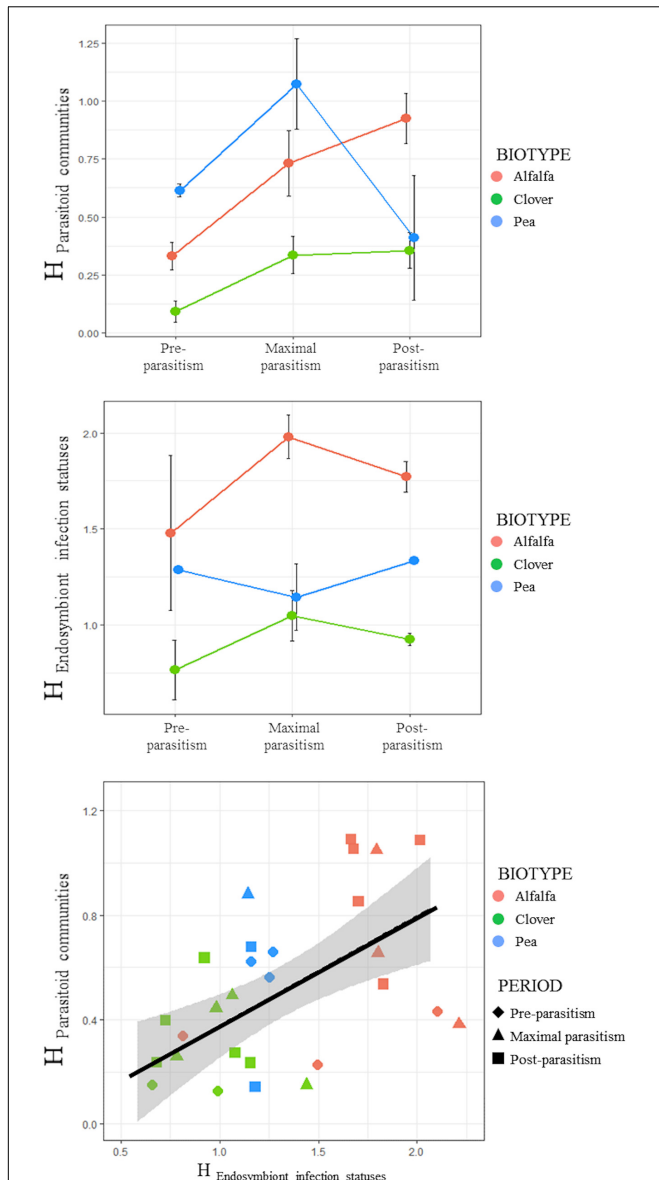 1.25
1.00
0.75
0.50
0.25
0.00
H Parasitoid communities
Pre-
parasitism
Maximal
parasitism
Post-
parasitism
BIOTYPE
Alfalfa
Clover
Pea
2.0
1.5
1.0
H Endosymbiont infection statuses
Pre-
parasitism
Maximal
parasitism
Post-
parasitism
BIOTYPE
Alfalfa
Clover
Pea
1.2
0.8
0.4
0.0
H Parasitoid communities
0.5
1.0
1.5
2.0
H Endosymbiont infection statuses
BIOTYPE
Alfalfa
Clover
Pea
PERIOD
Pre-parasitism
Maximal parasitism
Post-parasitism